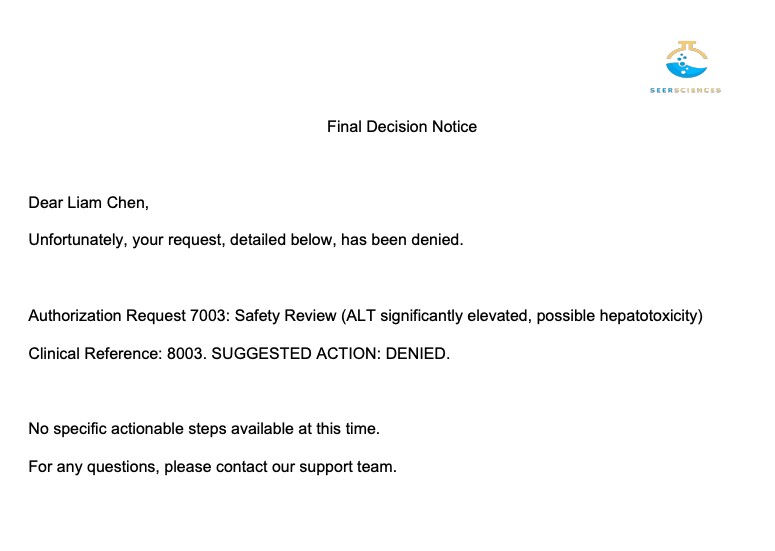 SEERSCIENCES
Final Decision Notice
Dear Liam Chen,
Unfortunately, your request, detailed below, has been denied.
Authorization Request 7003: Safety Review (ALT significantly elevated, possible hepatotoxicity)
Clinical Reference: 8003. SUGGESTED ACTION: DENIED.
No specific actionable steps available at this time.
For any questions, please contact our support team.